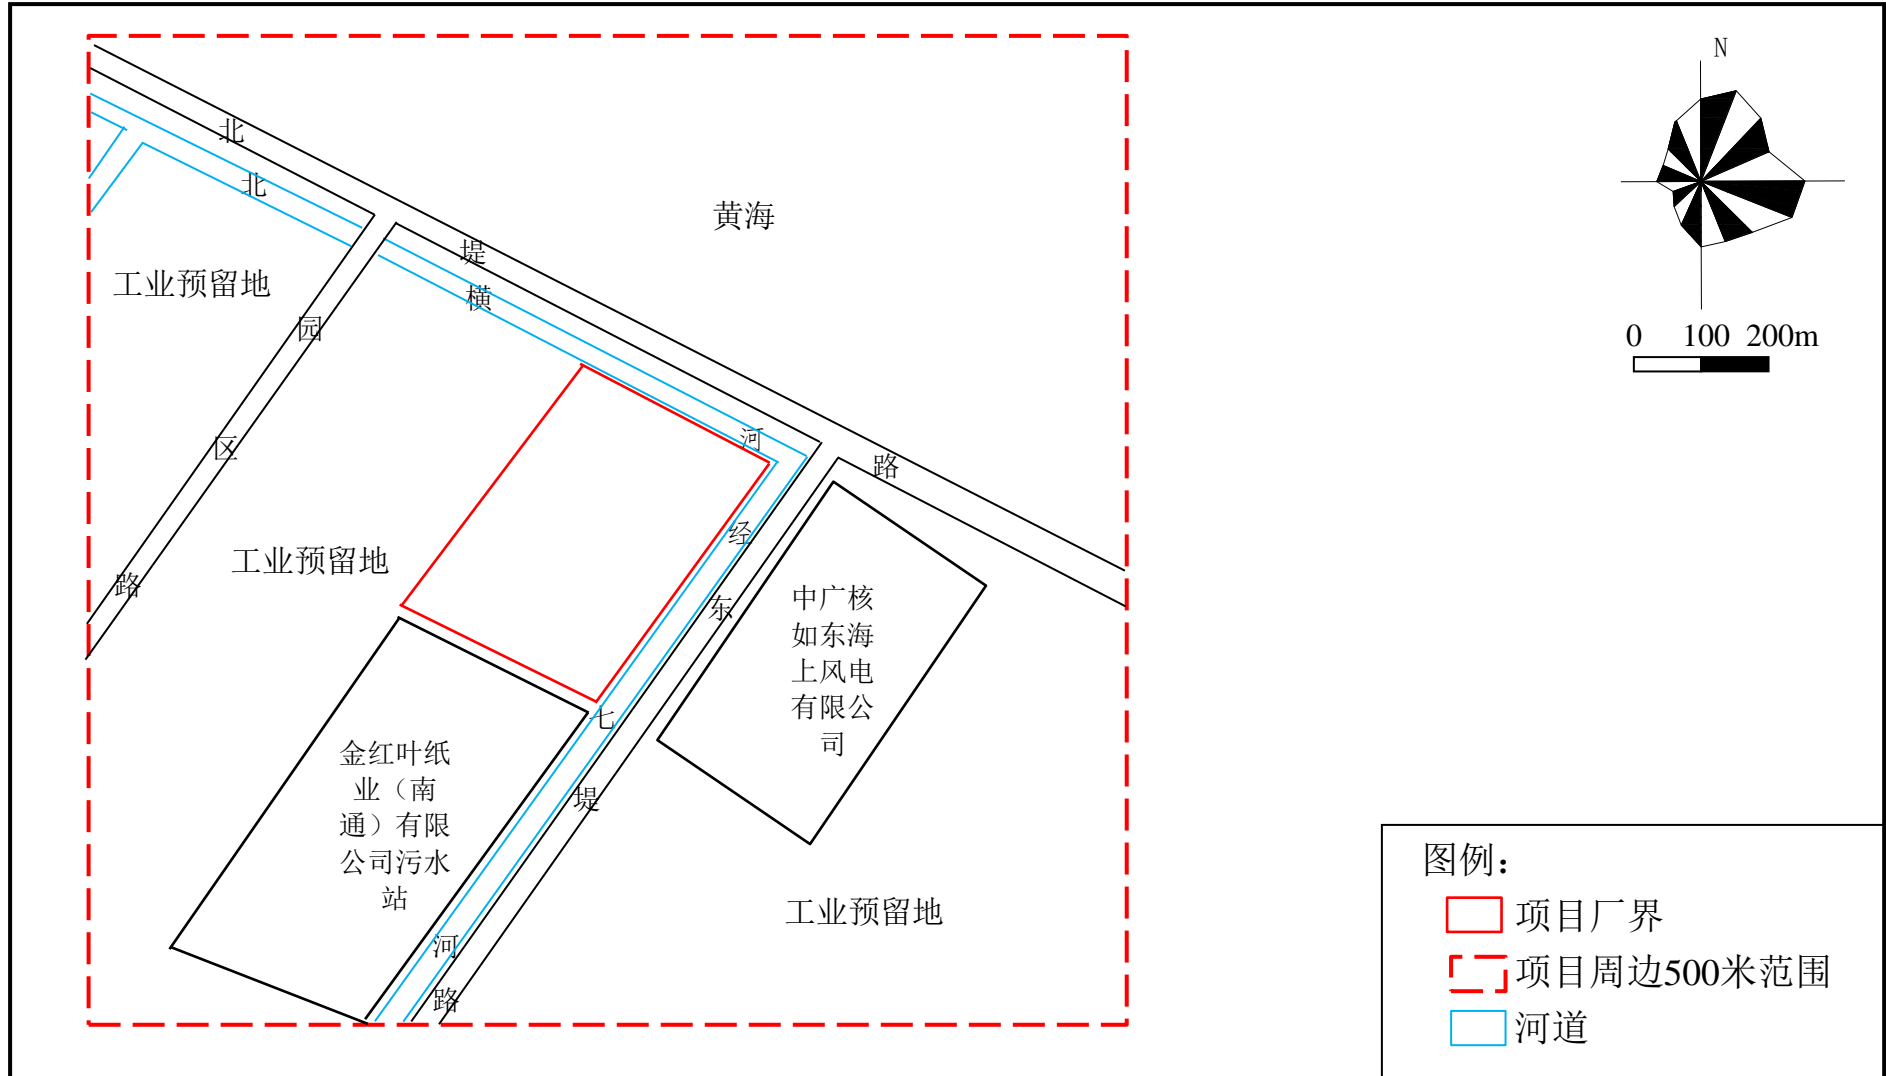 N
0 100 200m
黄海
北堤路
北横河
工业预留地
园区路
工业预留地
经七河
东堤路
中广核
如东海
上风电
有限公
司
金红叶纸
业（南
通）有限
公司污水
站
工业预留地
图例：
项目厂界
项目周边500米范围
河道